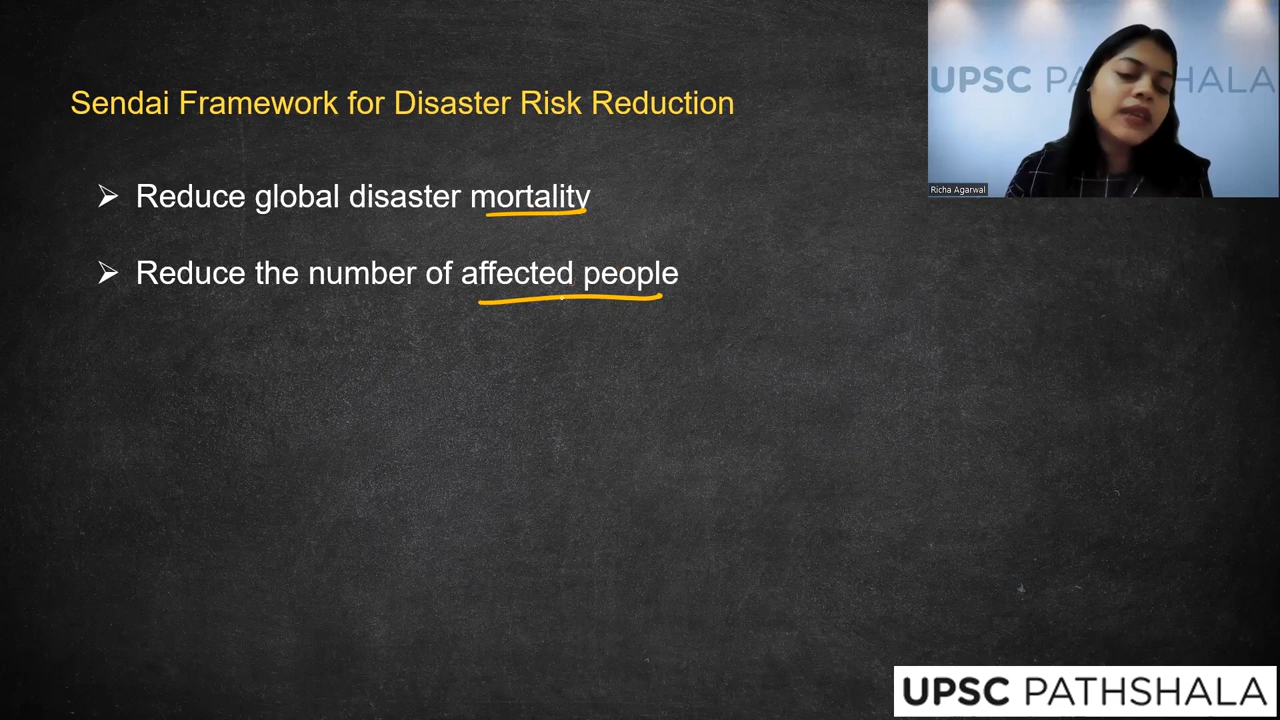 UPSC PATHSHALA
Richa Agarwal
Sendai Framework for Disaster Risk Reduction
Reduce global disaster mortality
Reduce the number of affected people
UPSC PATHSHALA